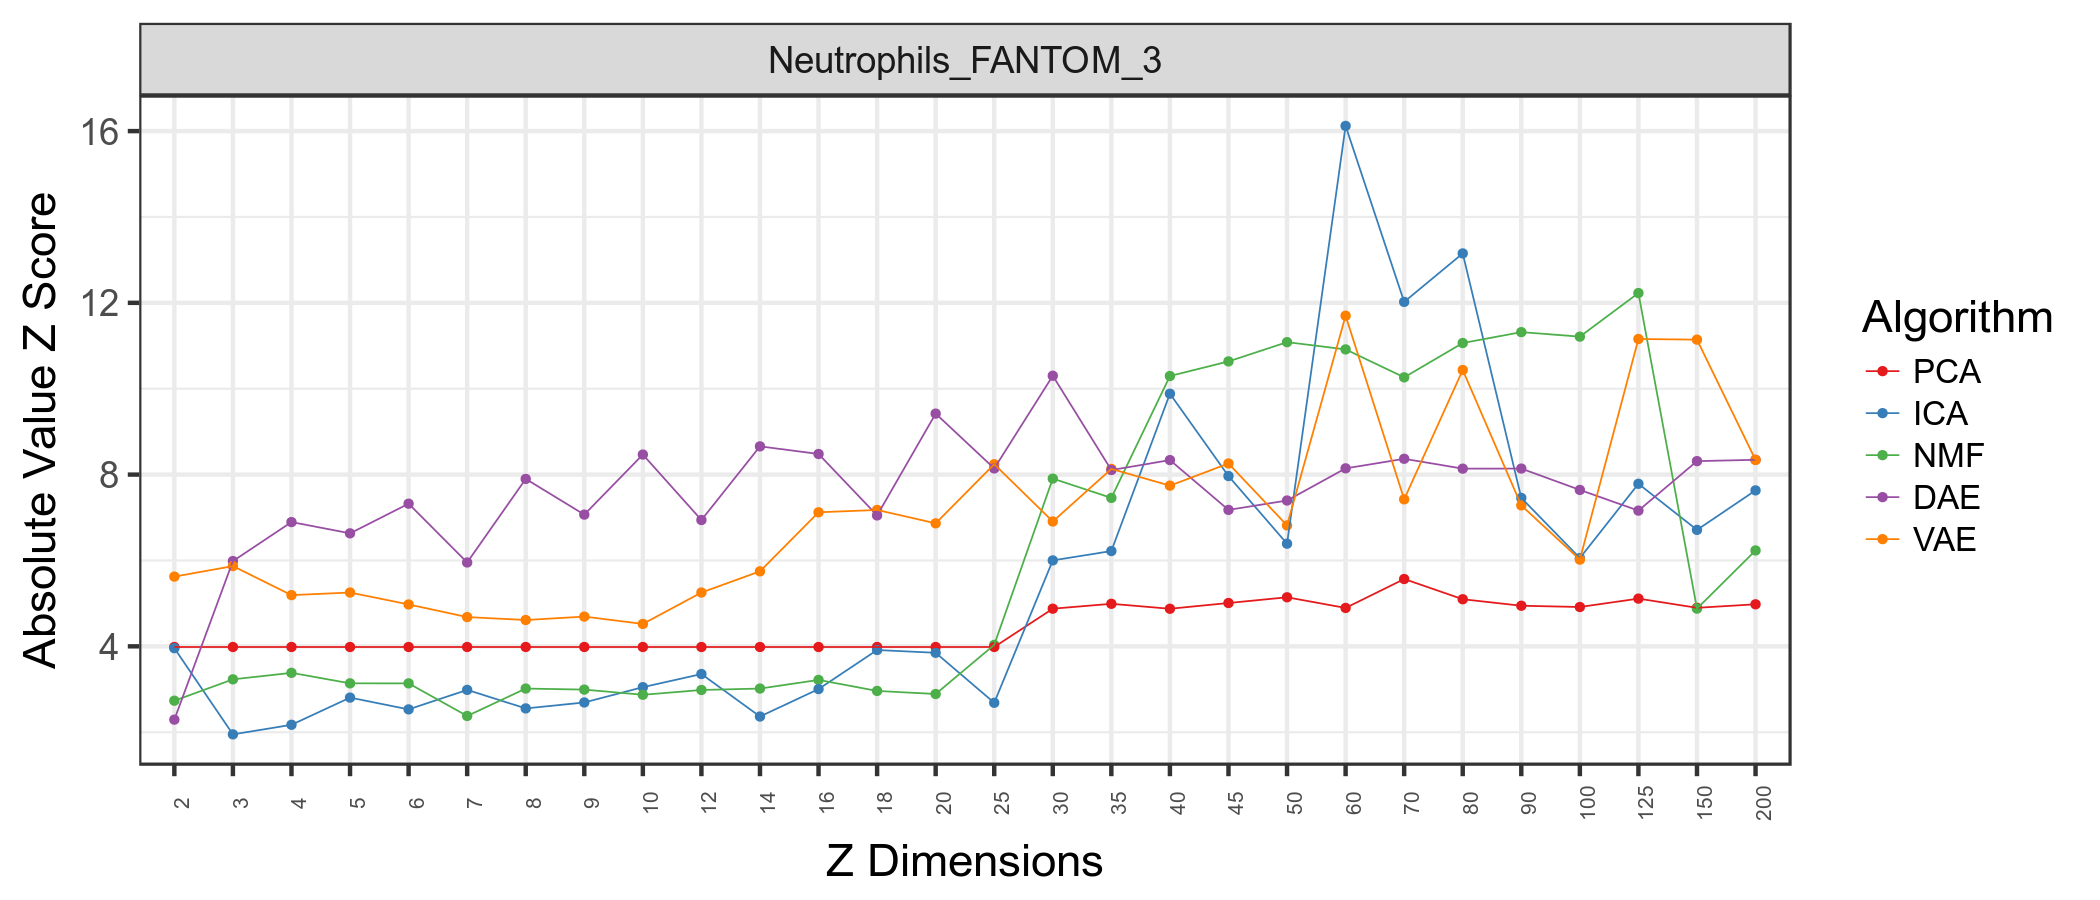 Neutrophils_FANTOM_3
16
12
8
4
Absolute Value Z Score
2 3 4 5 6 7 8 9 10 12 14 16 18 20 25 30 35 40 45 50 60 70 80 90 100 125 150 200
Z Dimensions
Algorithm
PCA
ICA
NMF
DAE
VAE